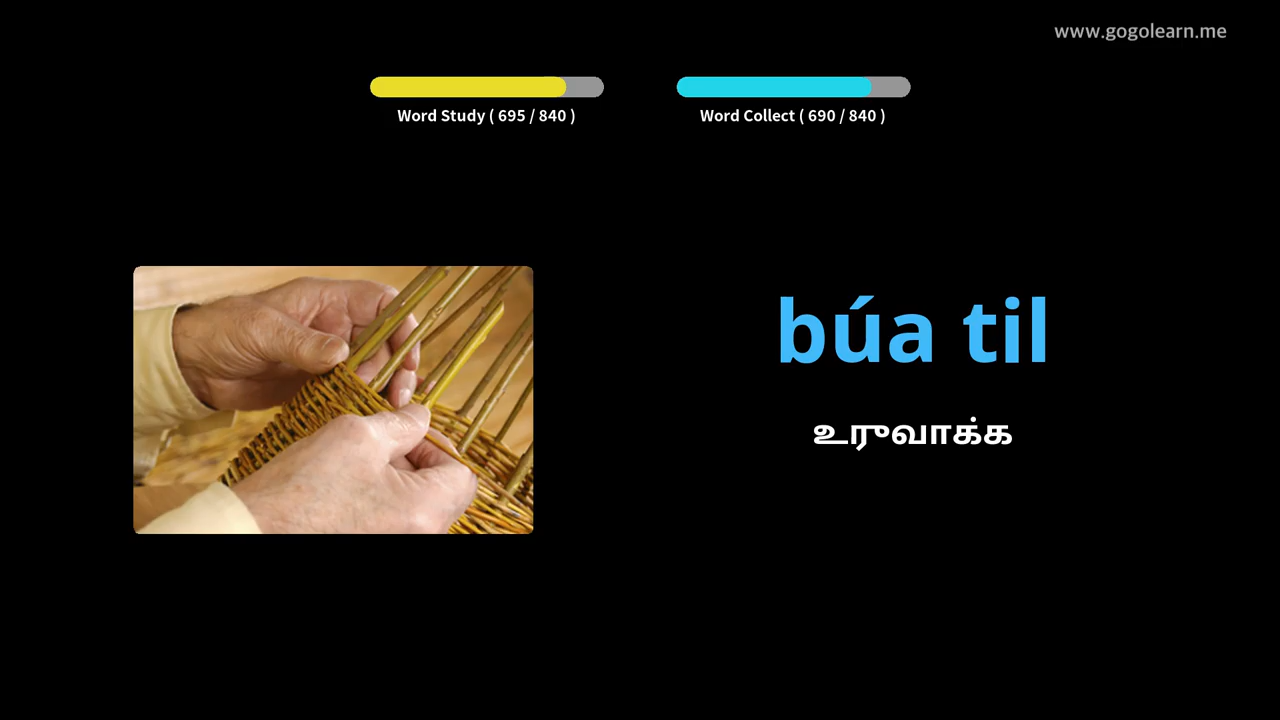 www.gogolearn.me
Word Study ( 695 / 840 )
Word Collect ( 690 / 840 )
búa til
உருவாக்க